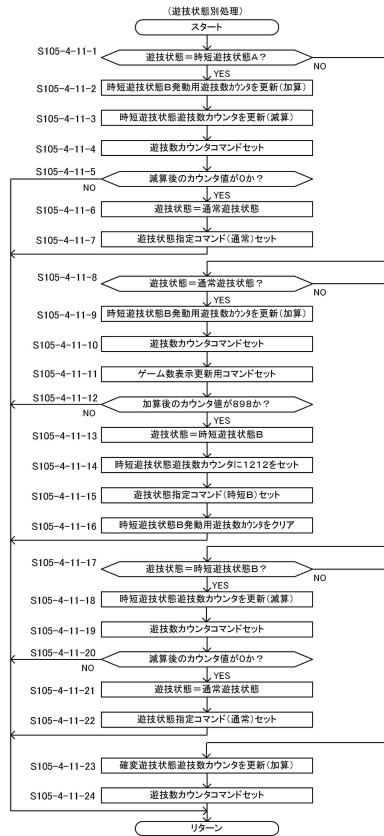 (遊技状態別処理)
スタート
S105-4-11-1
遊技状態=時短遊技状態A?
NO
YES
S105-4-11-2
時短遊技状態B発動用遊技数カウンタを更新(加算)
S105-4-11-3
時短遊技状態遊技数カウンタを更新(減算)
S105-4-11-4
遊技数カウンタコマンドセット
S105-4-11-5
減算後のカウンタ値が0か?
NO
YES
S105-4-11-6
遊技状態=通常遊技状態
S105-4-11-7
遊技状態指定コマンド(通常)セット
S105-4-11-8
遊技状態=通常遊技状態?
NO
YES
S105-4-11-9
時短遊技状態B発動用遊技数カウンタを更新(加算)
S105-4-11-10
遊技数カウンタコマンドセット
S105-4-11-11
ゲーム数表示更新用コマンドセット
S105-4-11-12
加算後のカウンタ値が898か?
NO
YES
S105-4-11-13
遊技状態=時短遊技状態B
S105-4-11-14
時短遊技状態遊技数カウンタに1212をセット
S105-4-11-15
遊技状態指定コマンド(時短B)セット
S105-4-11-16
時短遊技状態B発動用遊技数カウンタをクリア
S105-4-11-17
遊技状態=時短遊技状態B?
NO
YES
S105-4-11-18
時短遊技状態遊技数カウンタを更新(減算)
S105-4-11-19
遊技数カウンタコマンドセット
S105-4-11-20
減算後のカウンタ値が0か?
NO
YES
S105-4-11-21
遊技状態=通常遊技状態
S105-4-11-22
遊技状態指定コマンド(通常)セット
S105-4-11-23
確変遊技状態遊技数カウンタを更新(加算)
S105-4-11-24
遊技数カウンタコマンドセット
リターン